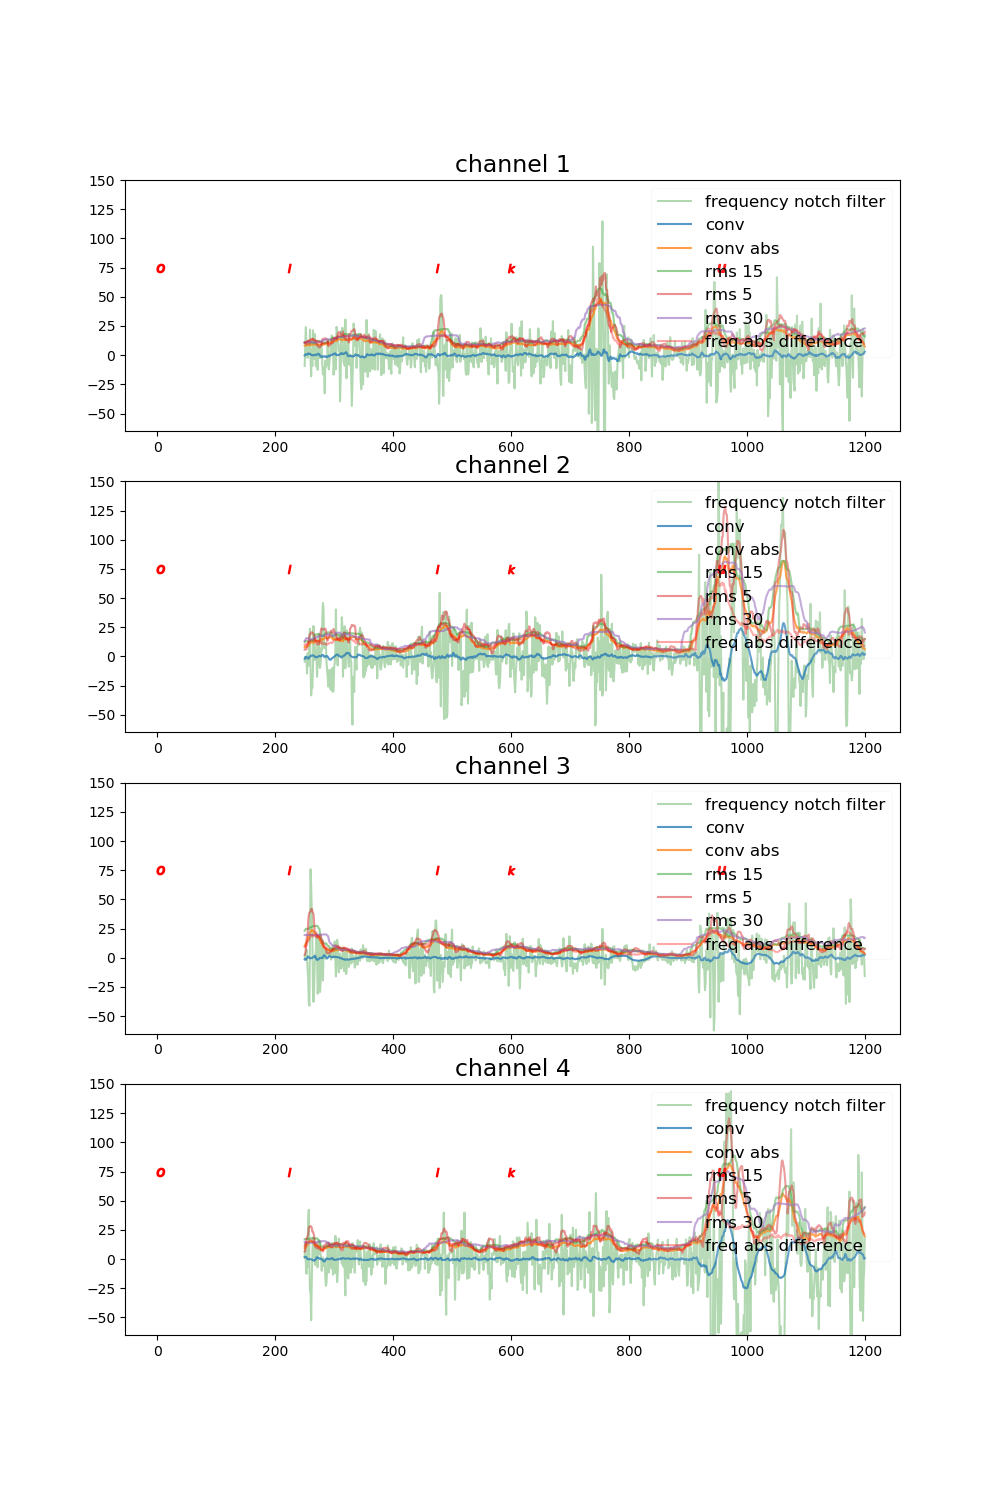 channel 1
150
125
100
75
50
25
0
−25
−50
o l l k u
frequency notch filter
conv
conv abs
rms 15
rms 5
rms 30
freq abs difference
0 200 400 600 800 1000 1200
channel 2
150
125
100
75
50
25
0
−25
−50
o l l k u
frequency notch filter
conv
conv abs
rms 15
rms 5
rms 30
freq abs difference
0 200 400 600 800 1000 1200
channel 3
150
125
100
75
50
25
0
−25
−50
o l l k u
frequency notch filter
conv
conv abs
rms 15
rms 5
rms 30
freq abs difference
0 200 400 600 800 1000 1200
channel 4
150
125
100
75
50
25
0
−25
−50
o l l k u
frequency notch filter
conv
conv abs
rms 15
rms 5
rms 30
freq abs difference
0 200 400 600 800 1000 1200